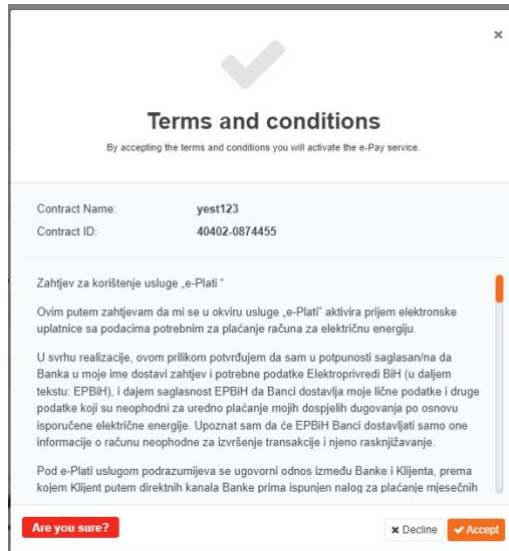 Terms and conditions
By accepting the terms and conditions you will activate the e-Pay service.
Contract Name: yest123
Contract ID: 40402-0874455
Zahtjev za korištenje usluge „e-Plati “
Ovim putem zahtjevam da mi se u okviru usluge „e-Plati” aktivira prijem elektronske
uplatnice sa podacima potrebnim za plaćanje računa za električnu energiju.
U svrhu realizacije, ovom prilikom potvrđujem da sam u potpunosti saglasan/na da
Banka u moje ime dostavi zahtjev i potrebne podatke Elektroprivredi BiH (u daljem
tekstu: EPBiH), i dajem saglasnost EPBiH da Banci dostavlja moje lične podatke i druge
podatke koji su neophodni za uredno plaćanje mojih dospjelih dugovanja po osnovu
isporučene električne energije. Upoznat sam da će EPBiH Banci dostavljati samo one
informacije o računu neophodne za izvršenje transakcije i njeno rasknjižavanje.
Pod e-Plati uslugom podrazumijeva se ugovorni odnos između Banke i Klijenta, prema
kojem Klijent putem direktnih kanala Banke prima ispunjen nalog za plaćanje mjesečnih
Are you sure?
Decline
Accept